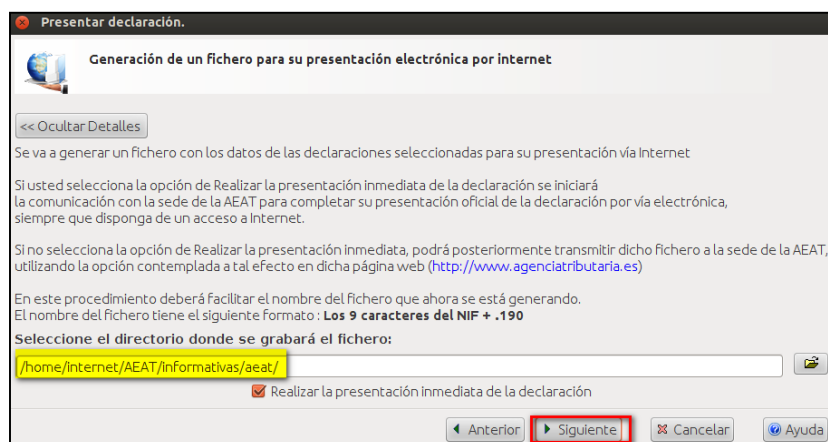 Presentar declaración.
Generación de un fichero para su presentación electrónica por internet
<< Ocultar Detalles
Se va a generar un fichero con los datos de las declaraciones seleccionadas para su presentación vía Internet
Si usted selecciona la opción de Realizar la presentación inmediata de la declaración se iniciará
la comunicación con la sede de la AEAT para completar su presentación oficial de la declaración por vía electrónica,
siempre que disponga de un acceso a Internet.
Si no selecciona la opción de Realizar la presentación inmediata, podrá posteriormente transmitir dicho fichero a la sede de la AEAT,
utilizando la opción contemplada a tal efecto en dicha página web (http://www.agenciatributaria.es)
En este procedimiento deberá facilitar el nombre del fichero que ahora se está generando.
El nombre del fichero tiene el siguiente formato : Los 9 caracteres del NIF + .190
Seleccione el directorio donde se grabará el fichero:
/home/internet/AEAT/informativas/aeat/
Realizar la presentación inmediata de la declaración
Anterior Siguiente Cancelar Ayuda